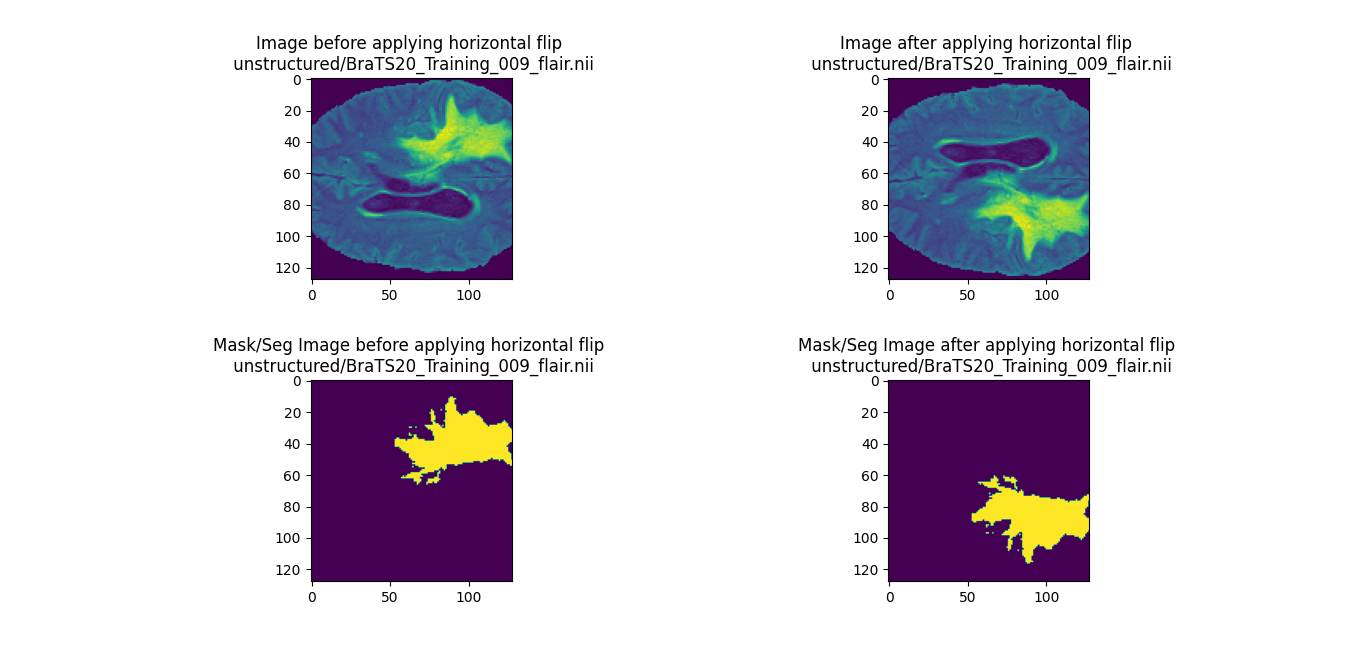 Image before applying horizontal flip
unstructured/BraTS20_Training_009_flair.nii
0
20
40
60
80
100
120
0 50 100
Image after applying horizontal flip
unstructured/BraTS20_Training_009_flair.nii
0
20
40
60
80
100
120
0 50 100
Mask/Seg Image before applying horizontal flip
unstructured/BraTS20_Training_009_flair.nii
0
20
40
60
80
100
120
0 50 100
Mask/Seg Image after applying horizontal flip
unstructured/BraTS20_Training_009_flair.nii
0
20
40
60
80
100
120
0 50 100